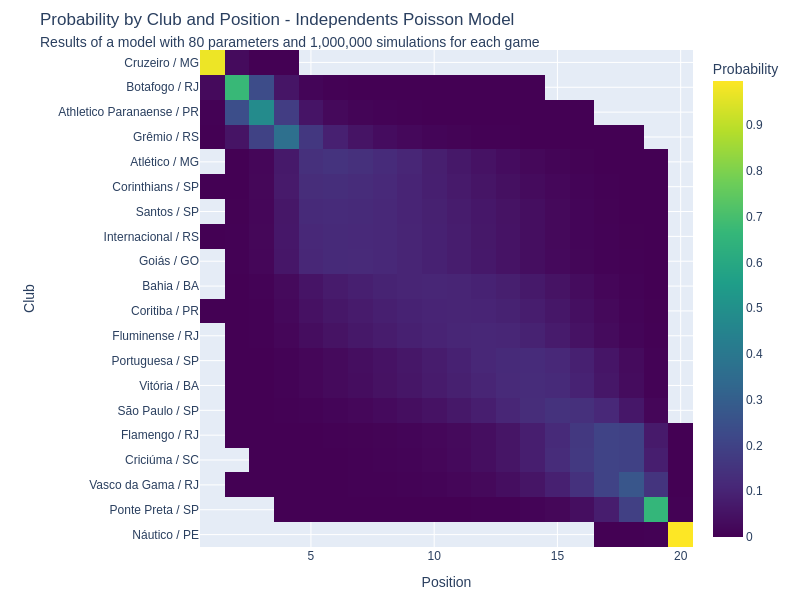 Probability by Club and Position - Independents Poisson Model
Results of a model with 80 parameters and 1,000,000 simulations for each game
Probability
Club
Cruzeiro / MG
Botafogo / RJ
Athletico Paranaense / PR
Grêmio / RS
Atlético / MG
Corinthians / SP
Santos / SP
Internacional / RS
Goiás / GO
Bahia / BA
Coritiba / PR
Fluminense / RJ
Portuguesa / SP
Vitória / BA
São Paulo / SP
Flamengo / RJ
Criciúma / SC
Vasco da Gama / RJ
Ponte Preta / SP
Náutico / PE
0.9
0.8
0.7
0.6
0.5
0.4
0.3
0.2
0.1
0
5 10 15 20
Position